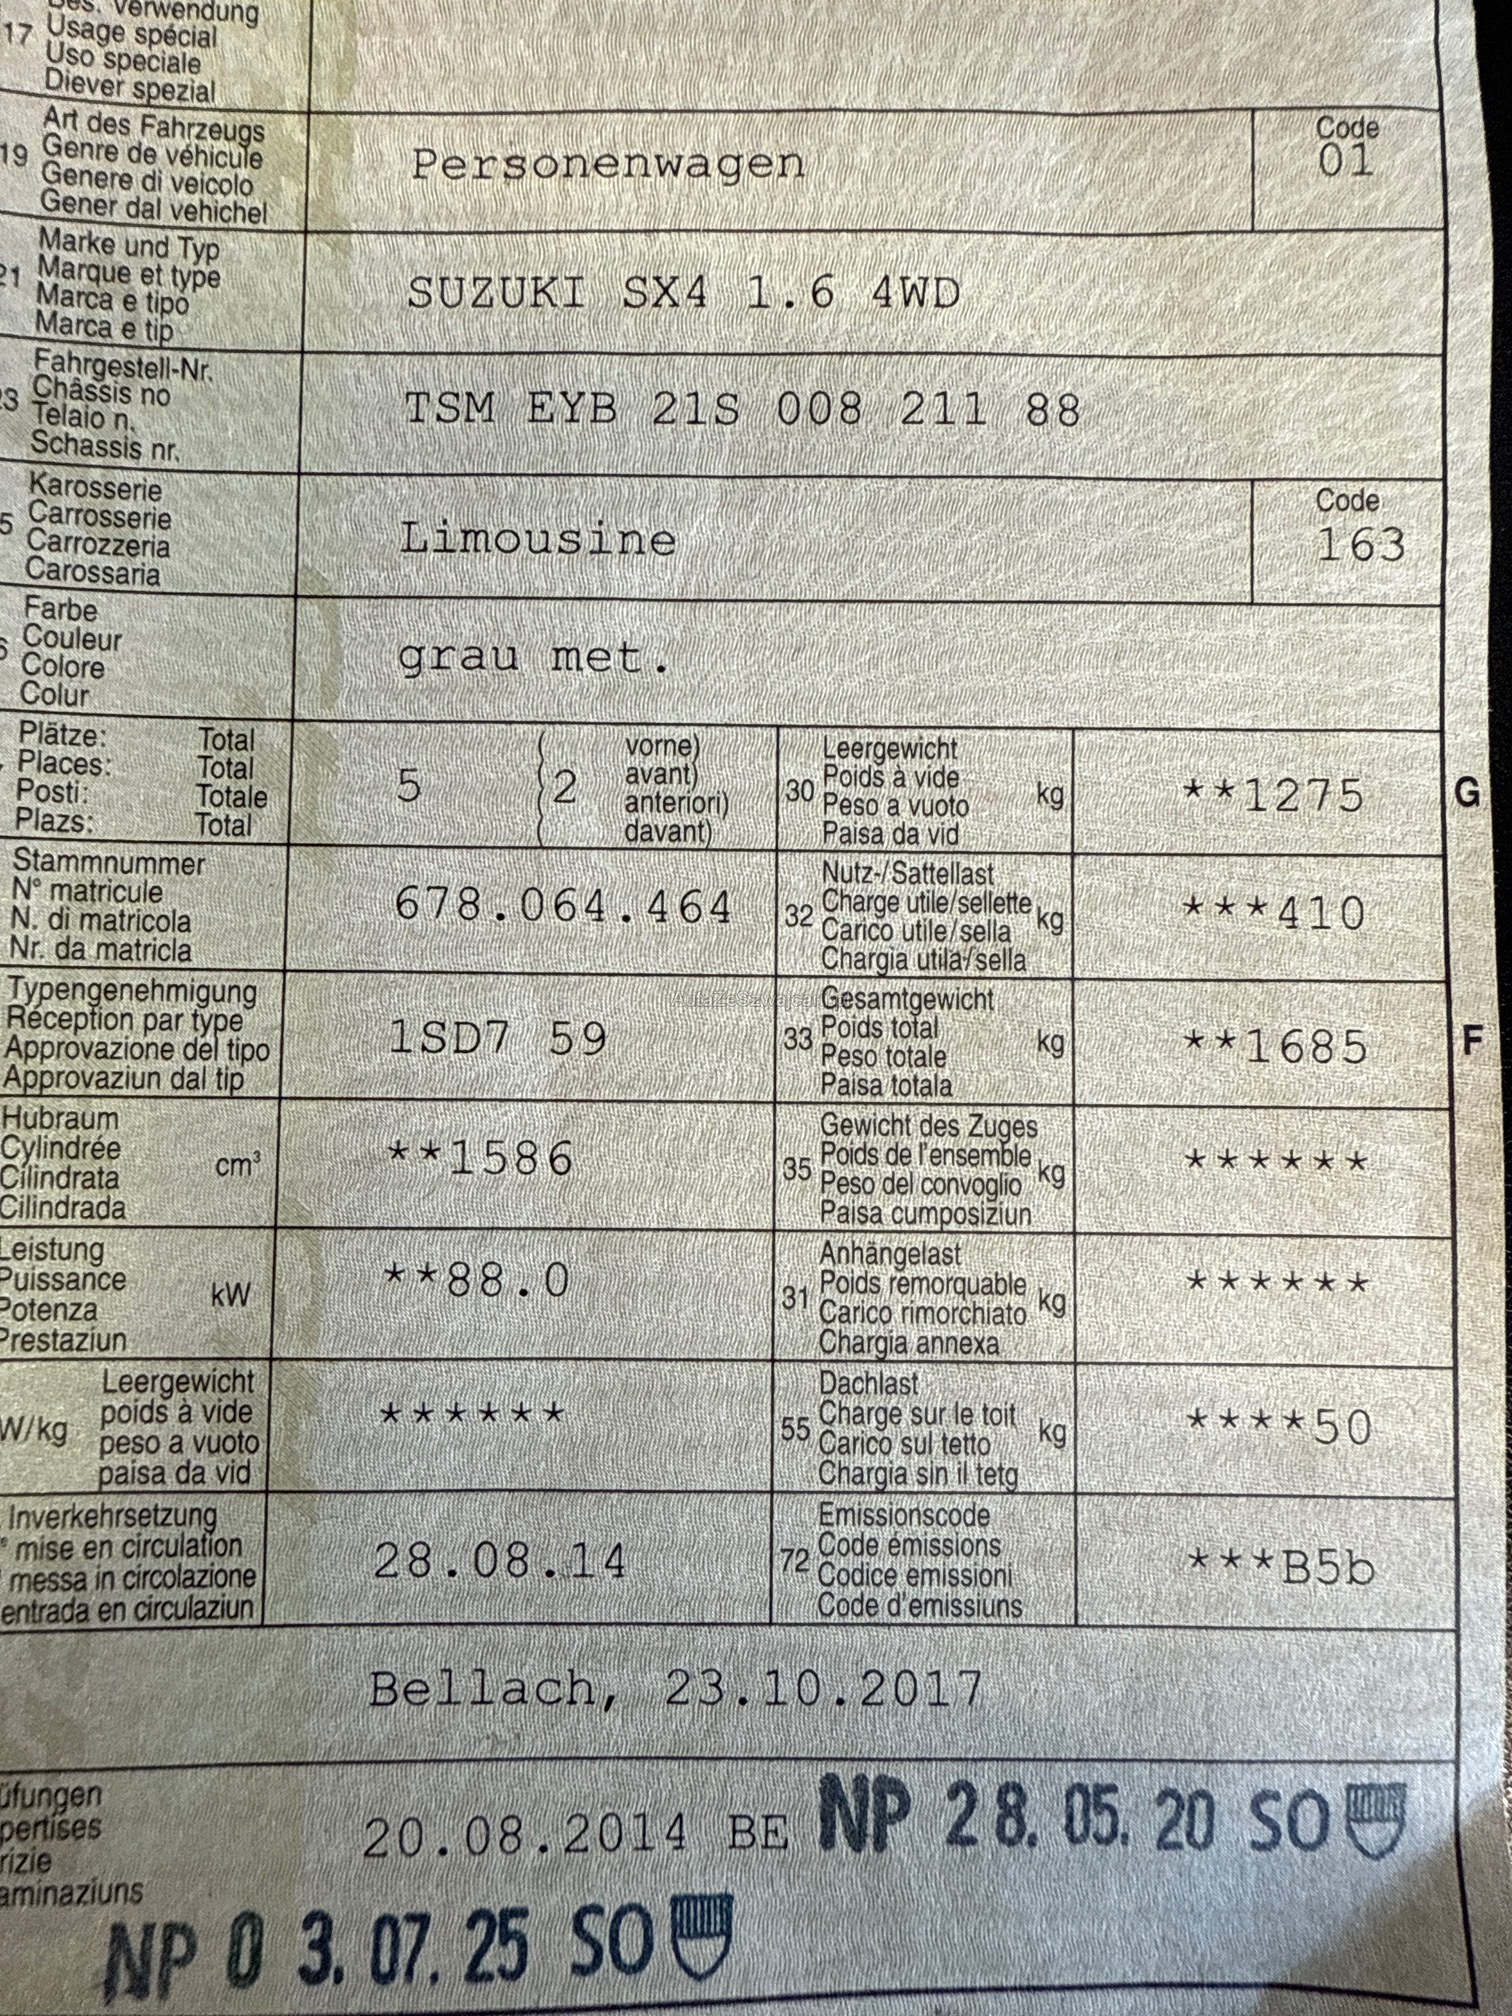 Bes. Verwendung
17 Usage spécial
Uso speciale
Diever spezial
Art des Fahrzeugs
19 Genre de véhicule
Genere di veicolo
Gener dal vehichel
Personenwagen
Code
01
Marke und Typ
21 Marque et type
Marca e tipo
Marca e tip
SUZUKI SX4 1.6 4WD
Fahrgestell-Nr.
23 Châssis no
Telaio n.
Schassis nr.
TSM EYB 21S 008 211 88
Karosserie
5 Carrosserie
Carrozzeria
Carossaria
Limousine
Code
163
Farbe
6 Couleur
Colore
Colur
grau met.
Plätze: Total
Places: Total
Posti: Totale
Plazs: Total
5 (2
vorne)
avant)
anteriori)
davant)
Leergewicht
30 Poids à vide kg
Peso a vuoto
Paisa da vid
**1275
G
Stammnummer
N° matricule
N. di matricola
Nr. da matricla
678.064.464
Nutz-/Sattellast
32 Charge utile/sellette kg
Carico utile/sella
Chargia utila/sella
***410
Typengenehmigung
Réception par type
Approvazione del tipo
Approvaziun dal tip
1SD7 59
Gesamtgewicht
33 Poids total kg
Peso totale
Paisa totala
**1685
F
Hubraum
Cylindrée cm³
Cilindrata
Cilindrada
**1586
Gewicht des Zuges
35 Poids de l'ensemble kg
Peso del convoglio
Paisa cumposiziun
******
Leistung
Puissance kW
Potenza
Prestaziun
**88.0
Anhängelast
31 Poids remorquable kg
Carico rimorchiato
Chargia annexa
******
Leergewicht
W/kg poids à vide
peso a vuoto
paisa da vid
******
Dachlast
55 Charge sur le toit kg
Carico sul tetto
Chargia sin il tetg
****50
Inverkehrsetzung
mise en circulation
messa in circolazione
entrada en circulaziun
28.08.14
Emissionscode
72 Code émissions
Codice emissioni
Code d'emissiuns
***B5b
Bellach, 23.10.2017
üfungen
pertises
rizie
aminaziuns
20.08.2014 BE NP 28. 05. 20 SO
NP 0 3. 07. 25 SO